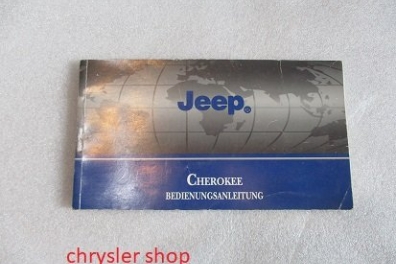 Jeep®
CHEROKEE
BEDIENUNGSANLEITUNG
chrysler shop